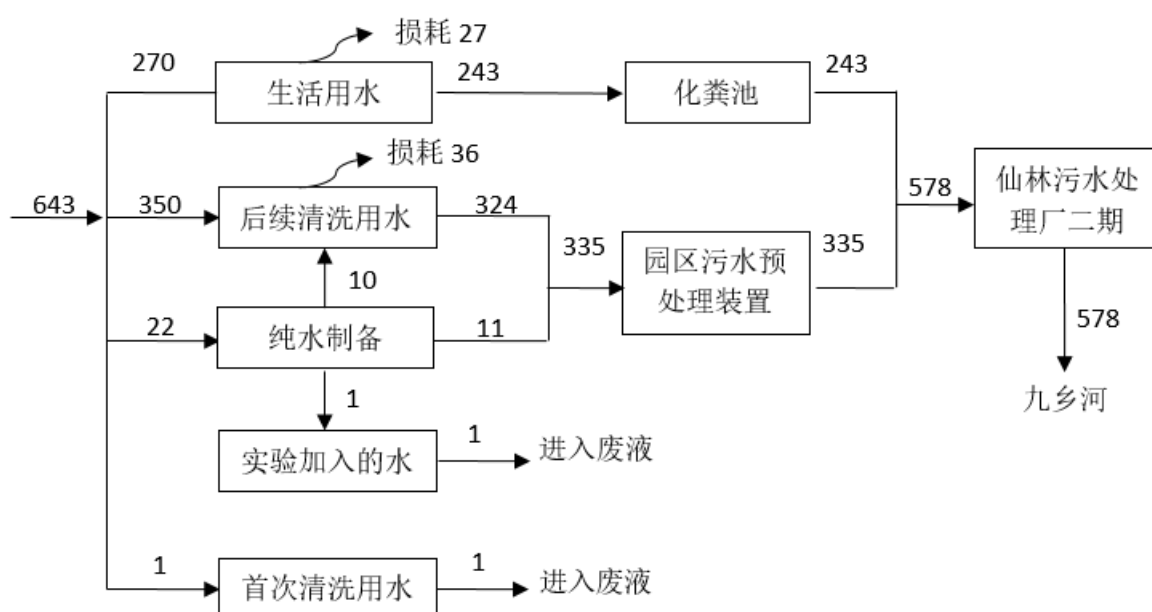 损耗 27
270
生活用水
243
化粪池
243
损耗 36
643
350
后续清洗用水
324
578
仙林污水处
理厂二期
335
园区污水预
处理装置
335
10
22
纯水制备
11
578
1
九乡河
实验加入的水
1
进入废液
1
首次清洗用水
1
进入废液